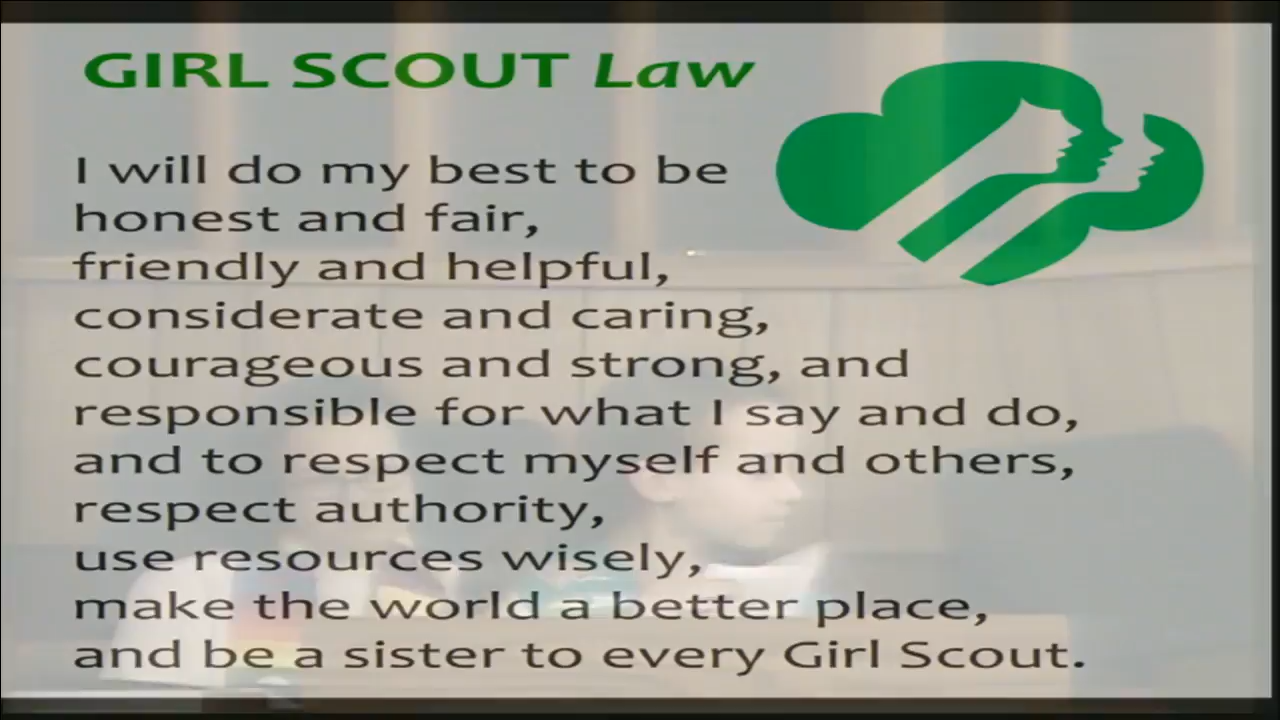 GIRL SCOUT Law
I will do my best to be
honest and fair,
friendly and helpful,
considerate and caring,
courageous and strong, and
responsible for what I say and do,
and to respect myself and others,
respect authority,
use resources wisely,
make the world a better place,
and be a sister to every Girl Scout.